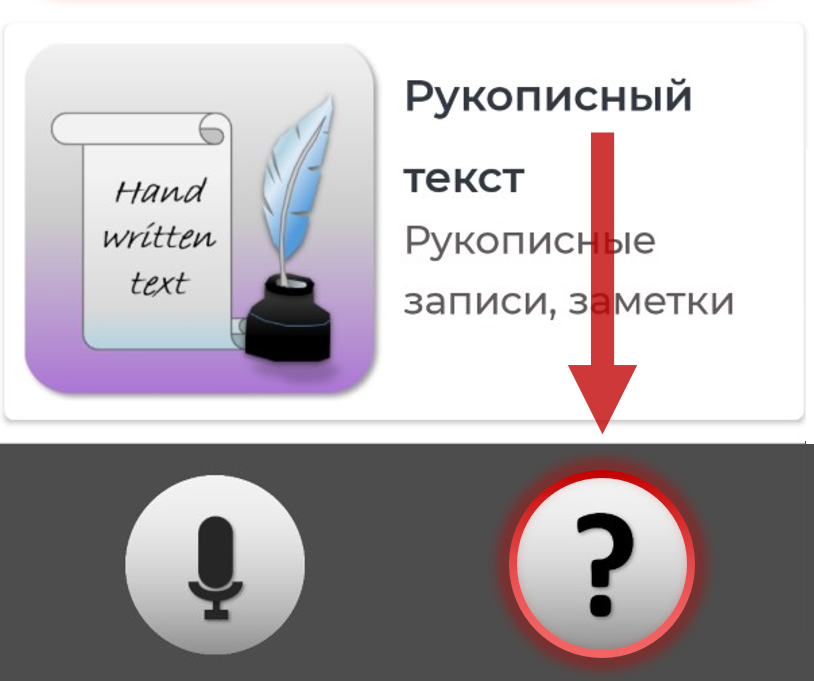 Hand
written
text
Рукописный
текст
Рукописные
записи, заметки
?